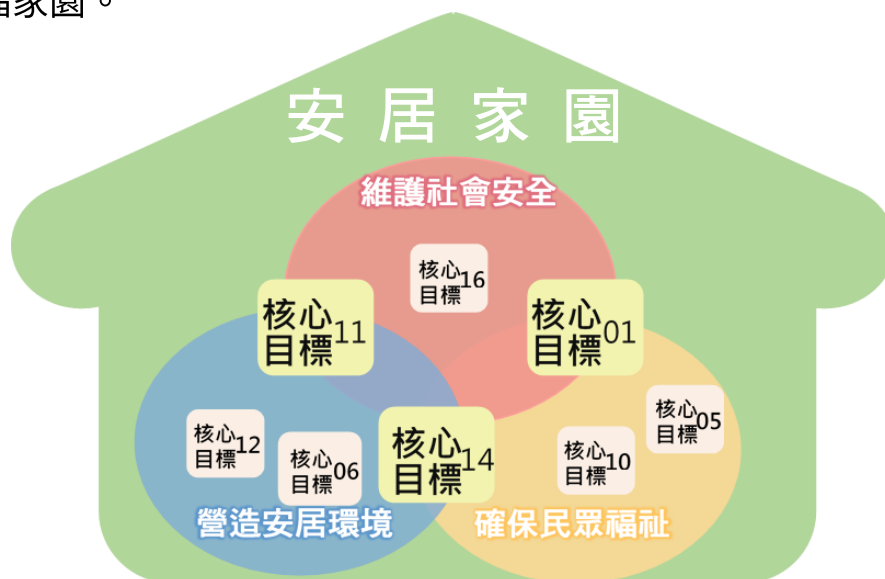 家園。
安居家園
維護社會安全
核心
目標16
核心
目標11
核心
目標01
核心
目標05
核心
目標12
核心
目標06
核心
目標14
核心
目標10
營造安居環境
確保民眾福祉